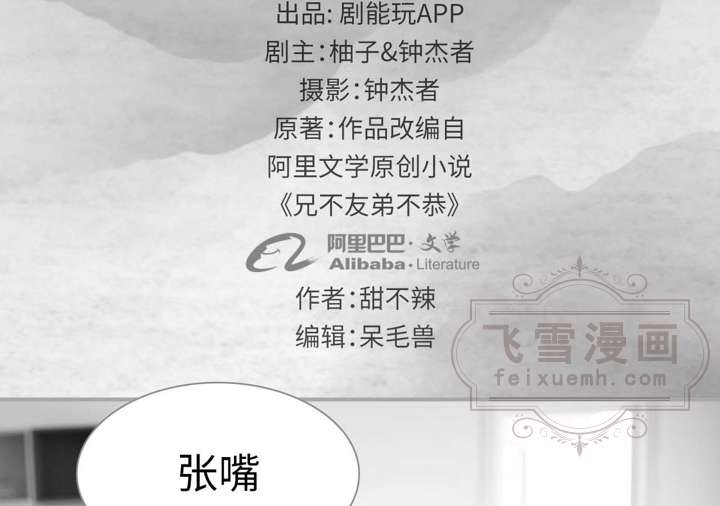 出品: 剧能玩APP
剧主:柚子&钟杰者
摄影:钟杰者
原著:作品改编自
阿里文学原创小说
《兄不友弟不恭》
阿里巴巴·文学
Alibaba·Literature
作者:甜不辣
编辑:呆毛兽
飞雪漫画
feixuemh.com
张嘴